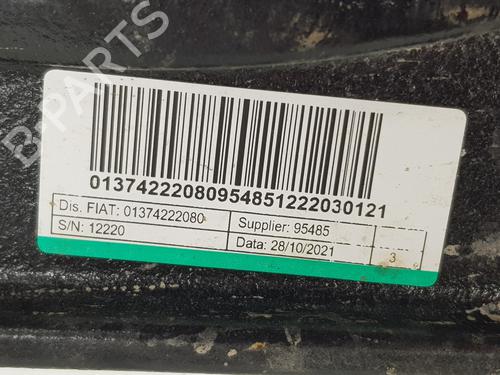 B-PARTS
01374222080954851222030121
Dis. FIAT: 01374222080
Supplier: 95485
S/N: 12220
Data: 28/10/2021
3